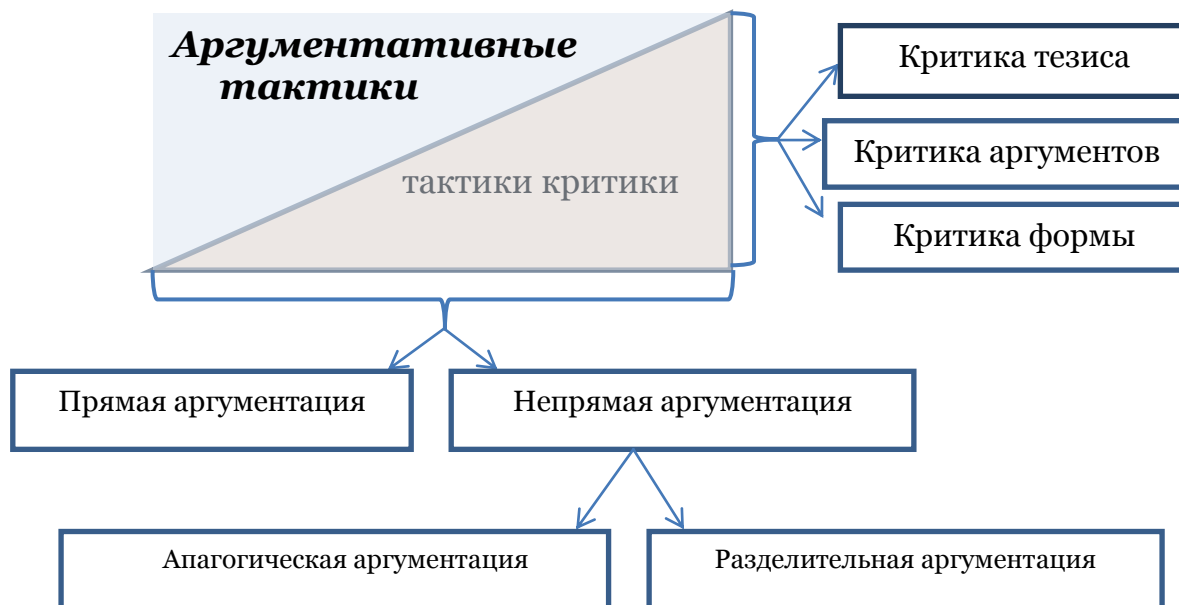 Аргументативные
тактики
тактики критики
Критика тезиса
Критика аргументов
Критика формы
Прямая аргументация
Непрямая аргументация
Апагогическая аргументация
Разделительная аргументация